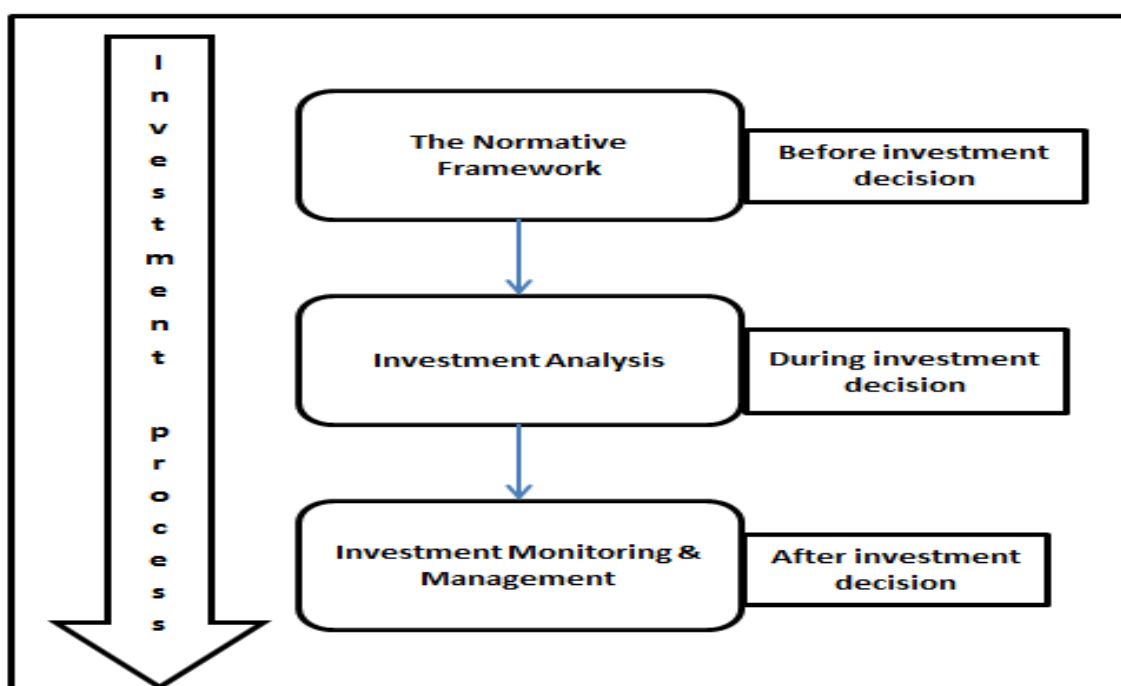 Investment process
The Normative
Framework
Before investment
decision
Investment Analysis
During investment
decision
Investment Monitoring &
Management
After investment
decision